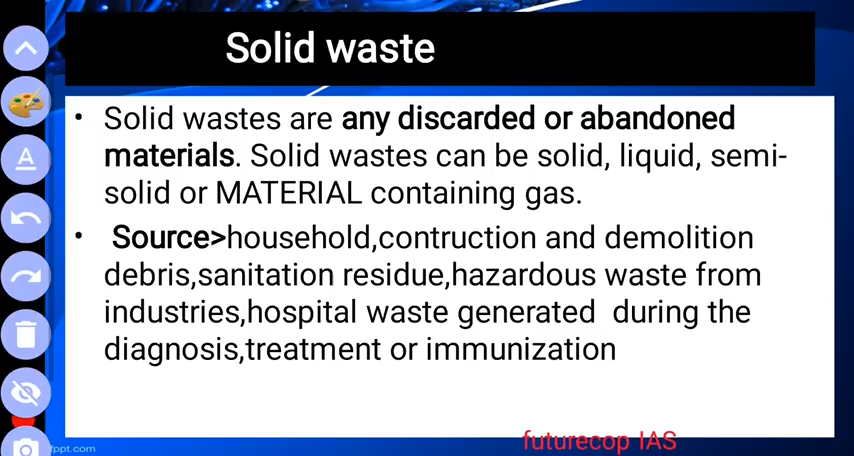 Solid waste
• Solid wastes are any discarded or abandoned
materials. Solid wastes can be solid, liquid, semi-
solid or MATERIAL containing gas.
• Source>household,contruction and demolition
debris,sanitation residue,hazardous waste from
industries,hospital waste generated during the
diagnosis,treatment or immunization
futurecop IAS
fppt.com